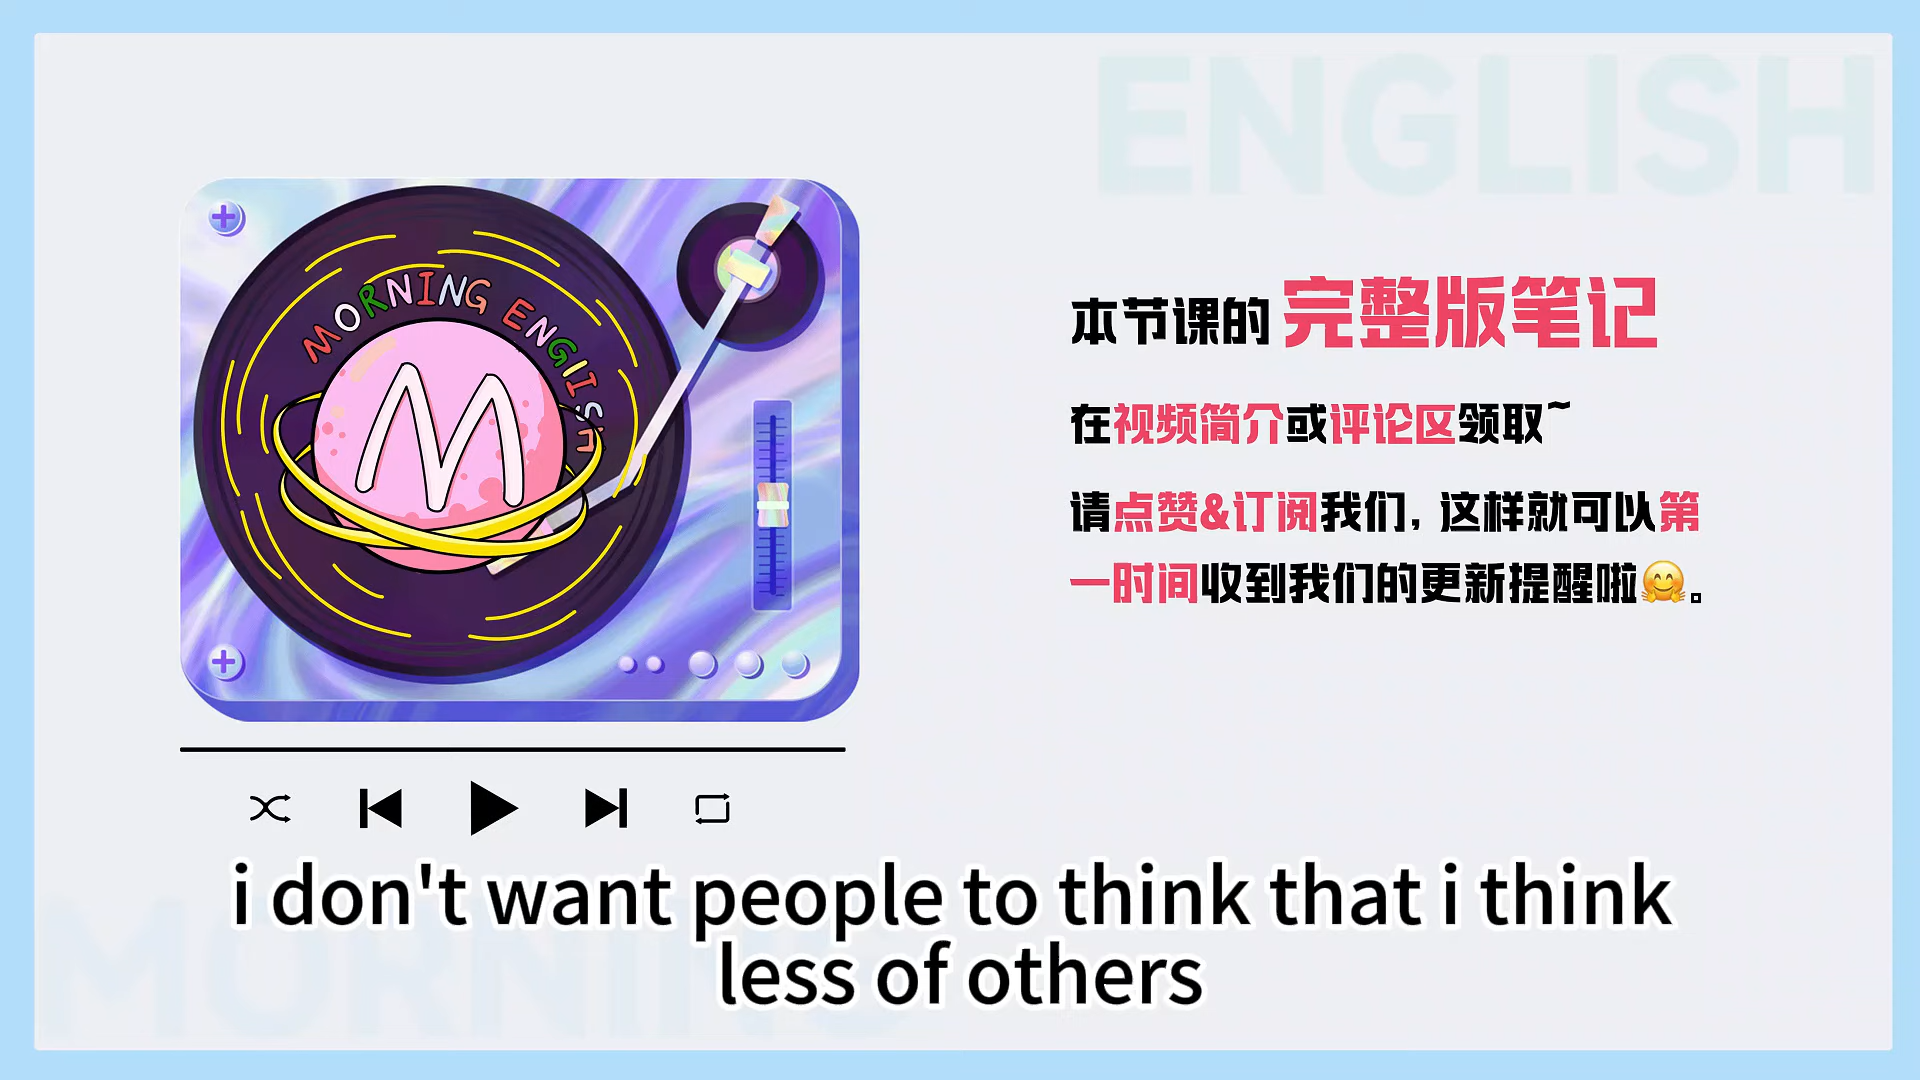 ENGLISH
MORNING ENGLISH
M
本节课的 完整版笔记
在视频简介或评论区领取~
请点赞&订阅我们，这样就可以第
一时间收到我们的更新提醒啦🤗。
MORNING
i don't want people to think that i think
less of others